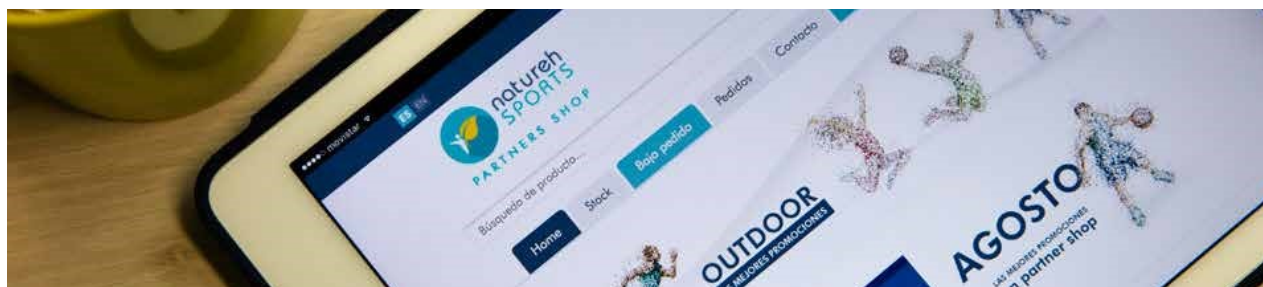 movistar
ES EN
natureh
SPORTS
PARTNERS SHOP
Búsqueda de producto...
Home
Stock
Bajo pedido
Pedidos
Contacto
OUTDOOR
MEJORES PROMOCIONES
AGOSTO
LAS MEJORES PROMOCIONES
partner shop